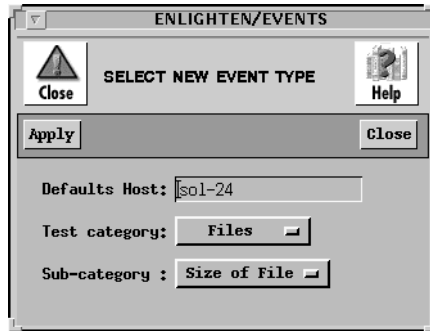 ENLIGHTEN/EVENTS
Close
SELECT NEW EVENT TYPE
Help
Apply
Close
Defaults Host: sol-24
Test category: Files
Sub-category : Size of File